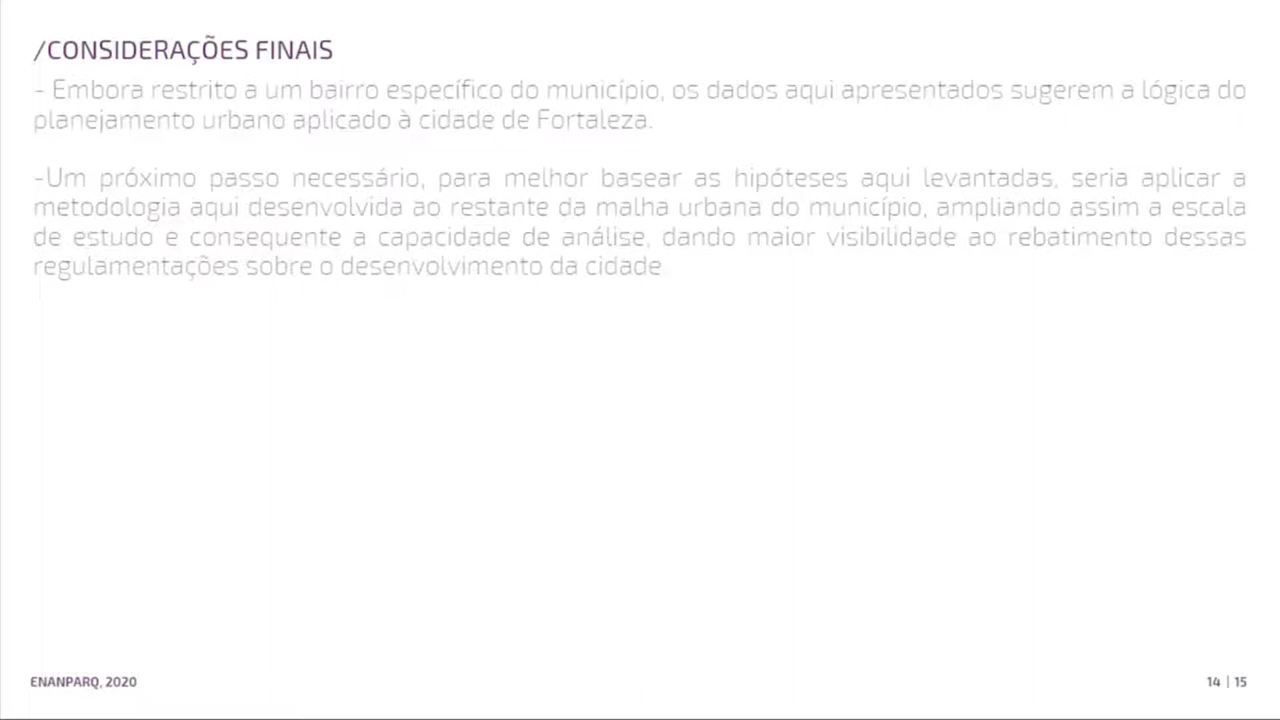 /CONSIDERAÇÕES FINAIS
- Embora restrito a um bairro específico do município, os dados aqui apresentados sugerem a lógica do
planejamento urbano aplicado à cidade de Fortaleza.
-Um próximo passo necessário, para melhor basear as hipóteses aqui levantadas, seria aplicar a
metodologia aqui desenvolvida ao restante da malha urbana do município, ampliando assim a escala
de estudo e consequente a capacidade de análise, dando maior visibilidade ao rebatimento dessas
regulamentações sobre o desenvolvimento da cidade.
ENANPARQ, 2020
14 | 15